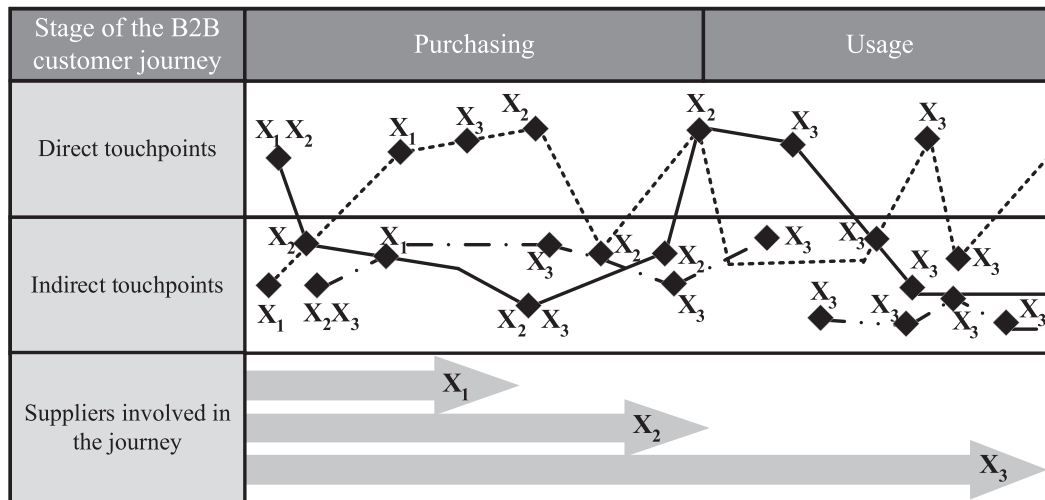 Stage of the B2B
customer journey
Purchasing
Usage
Direct touchpoints
X₁ X₂
X₁
X₃
X₂
X₂
X₃
X₃
Indirect touchpoints
X₁
X₂
X₂X₃
X₁
X₂ X₃
X₃
X₂
X₂
X₃
X₃
X₃
X₃
X₃
X₃
X₃
X₃
X₃
Suppliers involved in
the journey
X₁
X₂
X₃